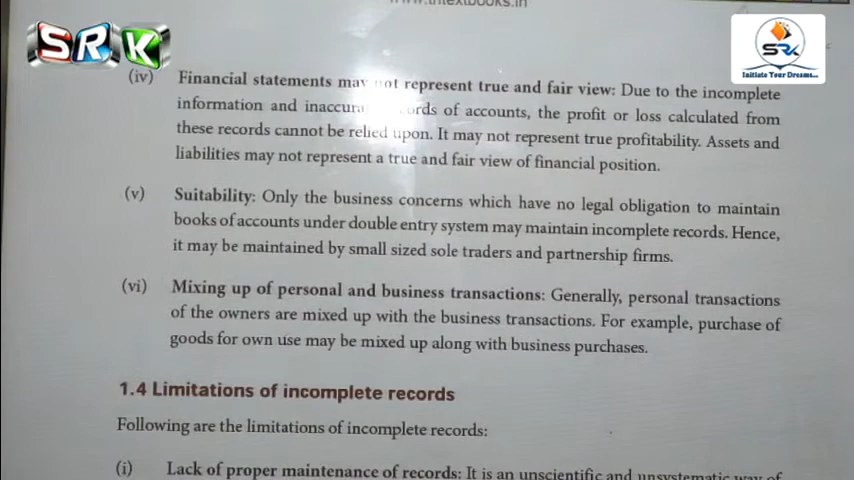 www.tntextbooks.in
SRK
SRK
Initiate Your Dreams...
(iv) Financial statements may not represent true and fair view: Due to the incomplete
information and inaccurate records of accounts, the profit or loss calculated from
these records cannot be relied upon. It may not represent true profitability. Assets and
liabilities may not represent a true and fair view of financial position.
(v) Suitability: Only the business concerns which have no legal obligation to maintain
books of accounts under double entry system may maintain incomplete records. Hence,
it may be maintained by small sized sole traders and partnership firms.
(vi) Mixing up of personal and business transactions: Generally, personal transactions
of the owners are mixed up with the business transactions. For example, purchase of
goods for own use may be mixed up along with business purchases.
1.4 Limitations of incomplete records
Following are the limitations of incomplete records:
(i) Lack of proper maintenance of records: It is an unscientific and unsystematic way of